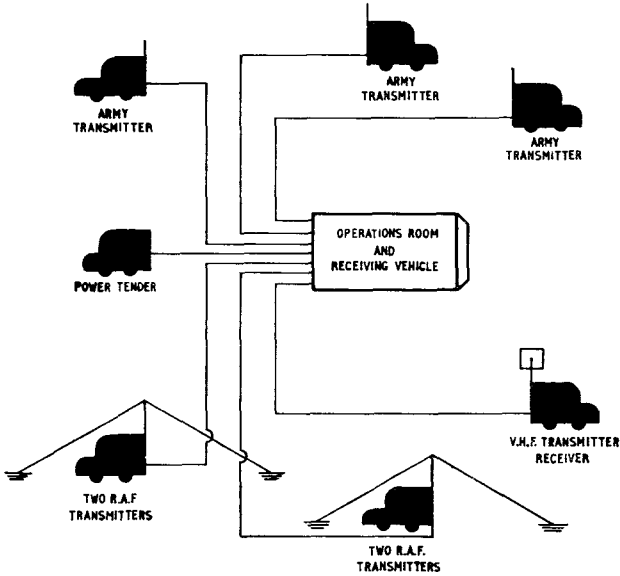 ARMY
TRANSMITTER
ARMY
TRANSMITTER
ARMY
TRANSMITTER
OPERATIONS ROOM
AND
RECEIVING VEHICLE
POWER TENDER
V.H.F. TRANSMITTER
RECEIVER
TWO R.A.F
TRANSMITTERS
TWO R.A.F.
TRANSMITTERS